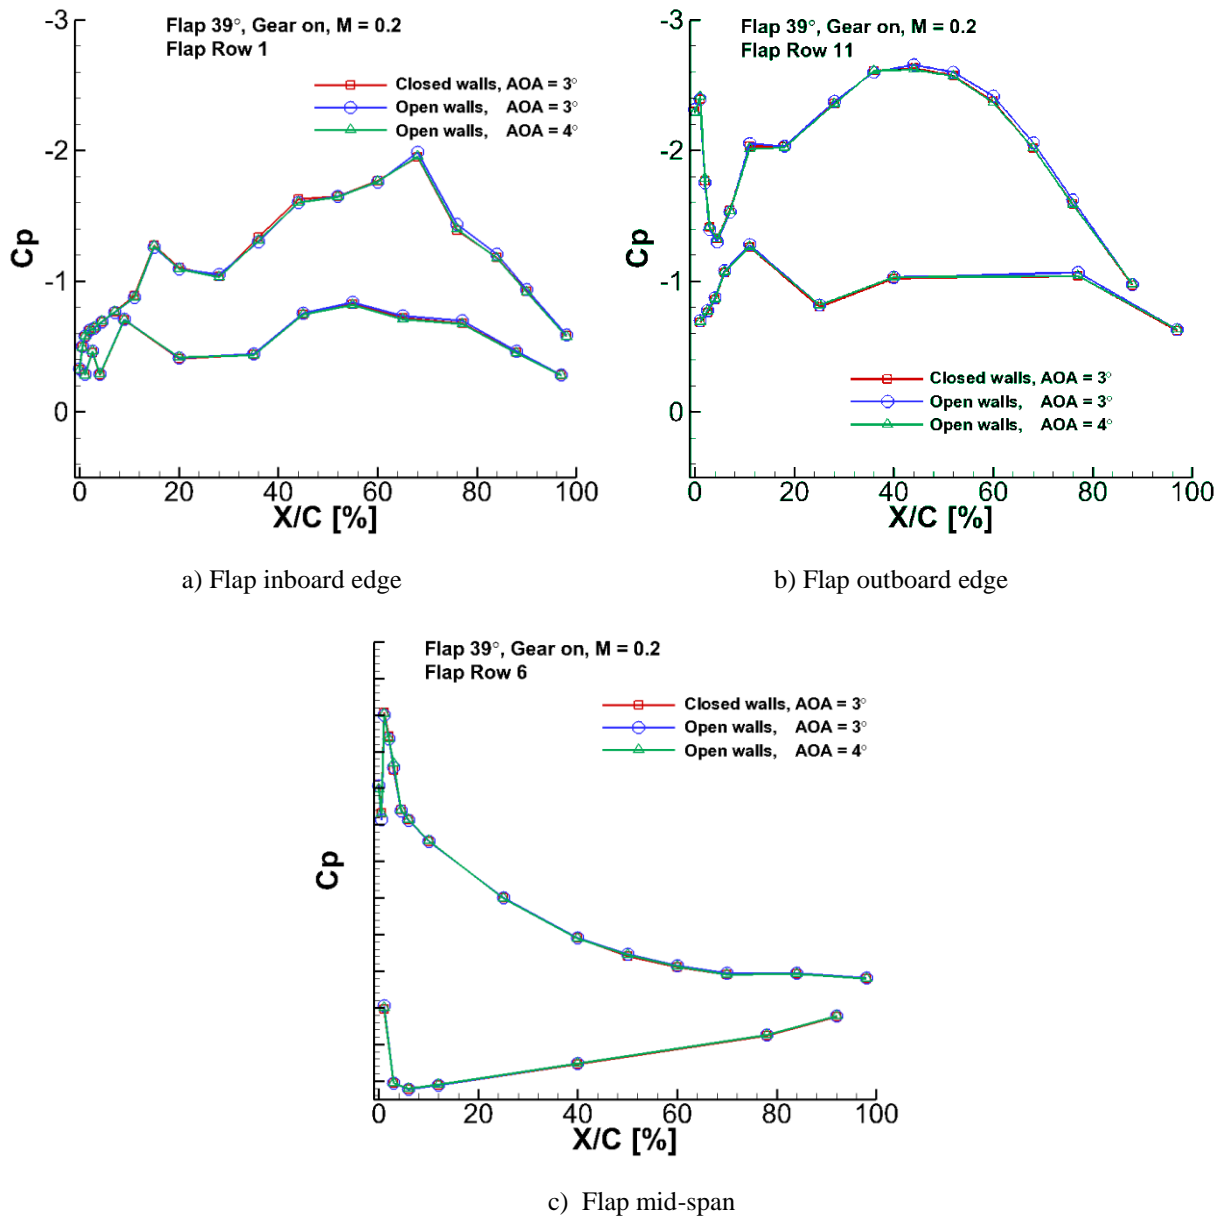 Flap 39°, Gear on, M = 0.2
Flap Row 1
Closed walls, AOA = 3°
Open walls, AOA = 3°
Open walls, AOA = 4°
Cp
-3
-2
-1
0
0 20 40 60 80 100
X/C [%]
a) Flap inboard edge
Flap 39°, Gear on, M = 0.2
Flap Row 11
Cp
-3
-2
-1
0
Closed walls, AOA = 3°
Open walls, AOA = 3°
Open walls, AOA = 4°
0 20 40 60 80 100
X/C [%]
b) Flap outboard edge
Flap 39°, Gear on, M = 0.2
Flap Row 6
Closed walls, AOA = 3°
Open walls, AOA = 3°
Open walls, AOA = 4°
Cp
0 20 40 60 80 100
X/C [%]
c) Flap mid-span